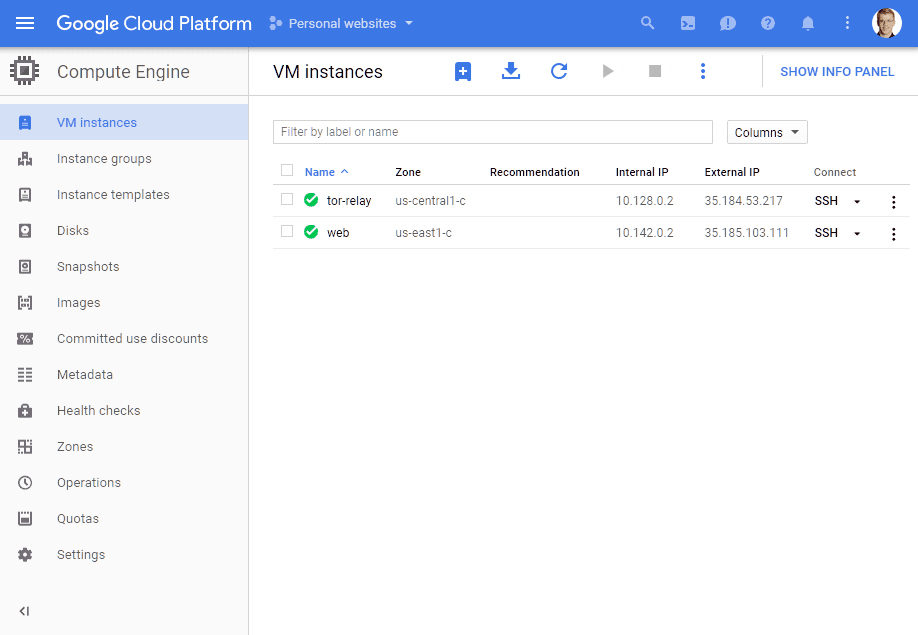 Google Cloud Platform Personal websites
Compute Engine
VM instances
SHOW INFO PANEL
VM instances
Instance groups
Instance templates
Disks
Snapshots
Images
Committed use discounts
Metadata
Health checks
Zones
Operations
Quotas
Settings
Filter by label or name
Columns
Name Zone Recommendation Internal IP External IP Connect
tor-relay us-central1-c 10.128.0.2 35.184.53.217 SSH
web us-east1-c 10.142.0.2 35.185.103.111 SSH